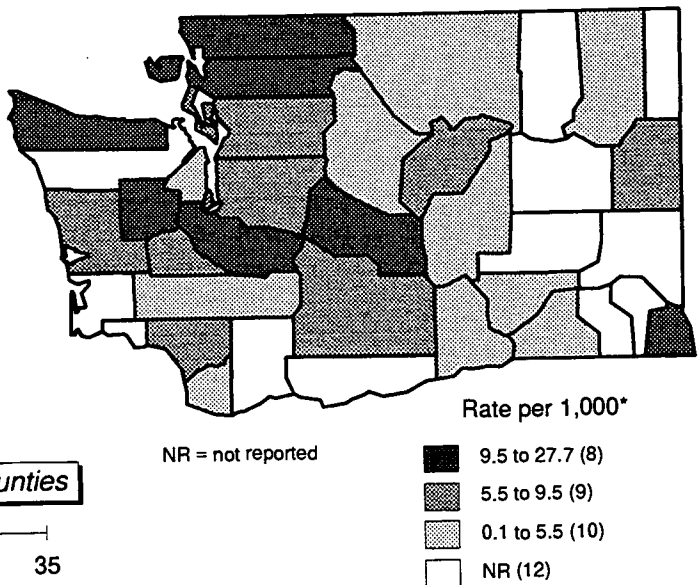 Rate per 1,000*
NR = not reported
9.5 to 27.7 (8)
5.5 to 9.5 (9)
0.1 to 5.5 (10)
NR (12)
unties
35